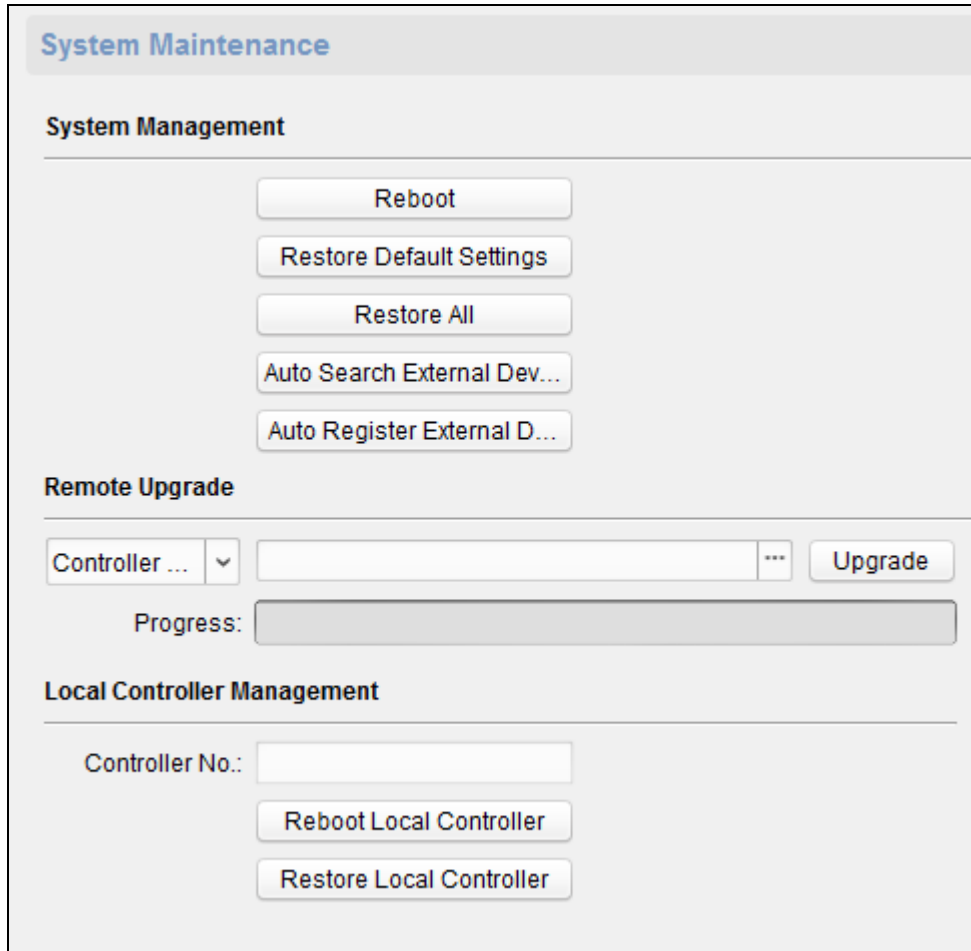 System Maintenance
System Management
Reboot
Restore Default Settings
Restore All
Auto Search External Dev...
Auto Register External D...
Remote Upgrade
Controller ... ... Upgrade
Progress:
Local Controller Management
Controller No.:
Reboot Local Controller
Restore Local Controller